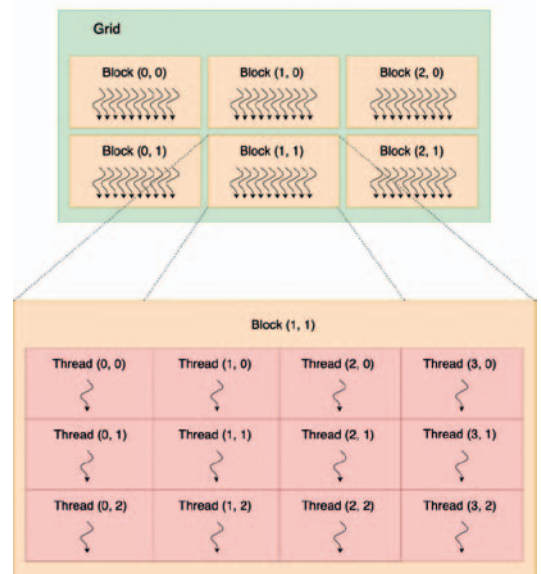 Grid
Block (0, 0) Block (1, 0) Block (2, 0)
Block (0, 1) Block (1, 1) Block (2, 1)
Block (1, 1)
Thread (0, 0) Thread (1, 0) Thread (2, 0) Thread (3, 0)
Thread (0, 1) Thread (1, 1) Thread (2, 1) Thread (3, 1)
Thread (0, 2) Thread (1, 2) Thread (2, 2) Thread (3, 2)